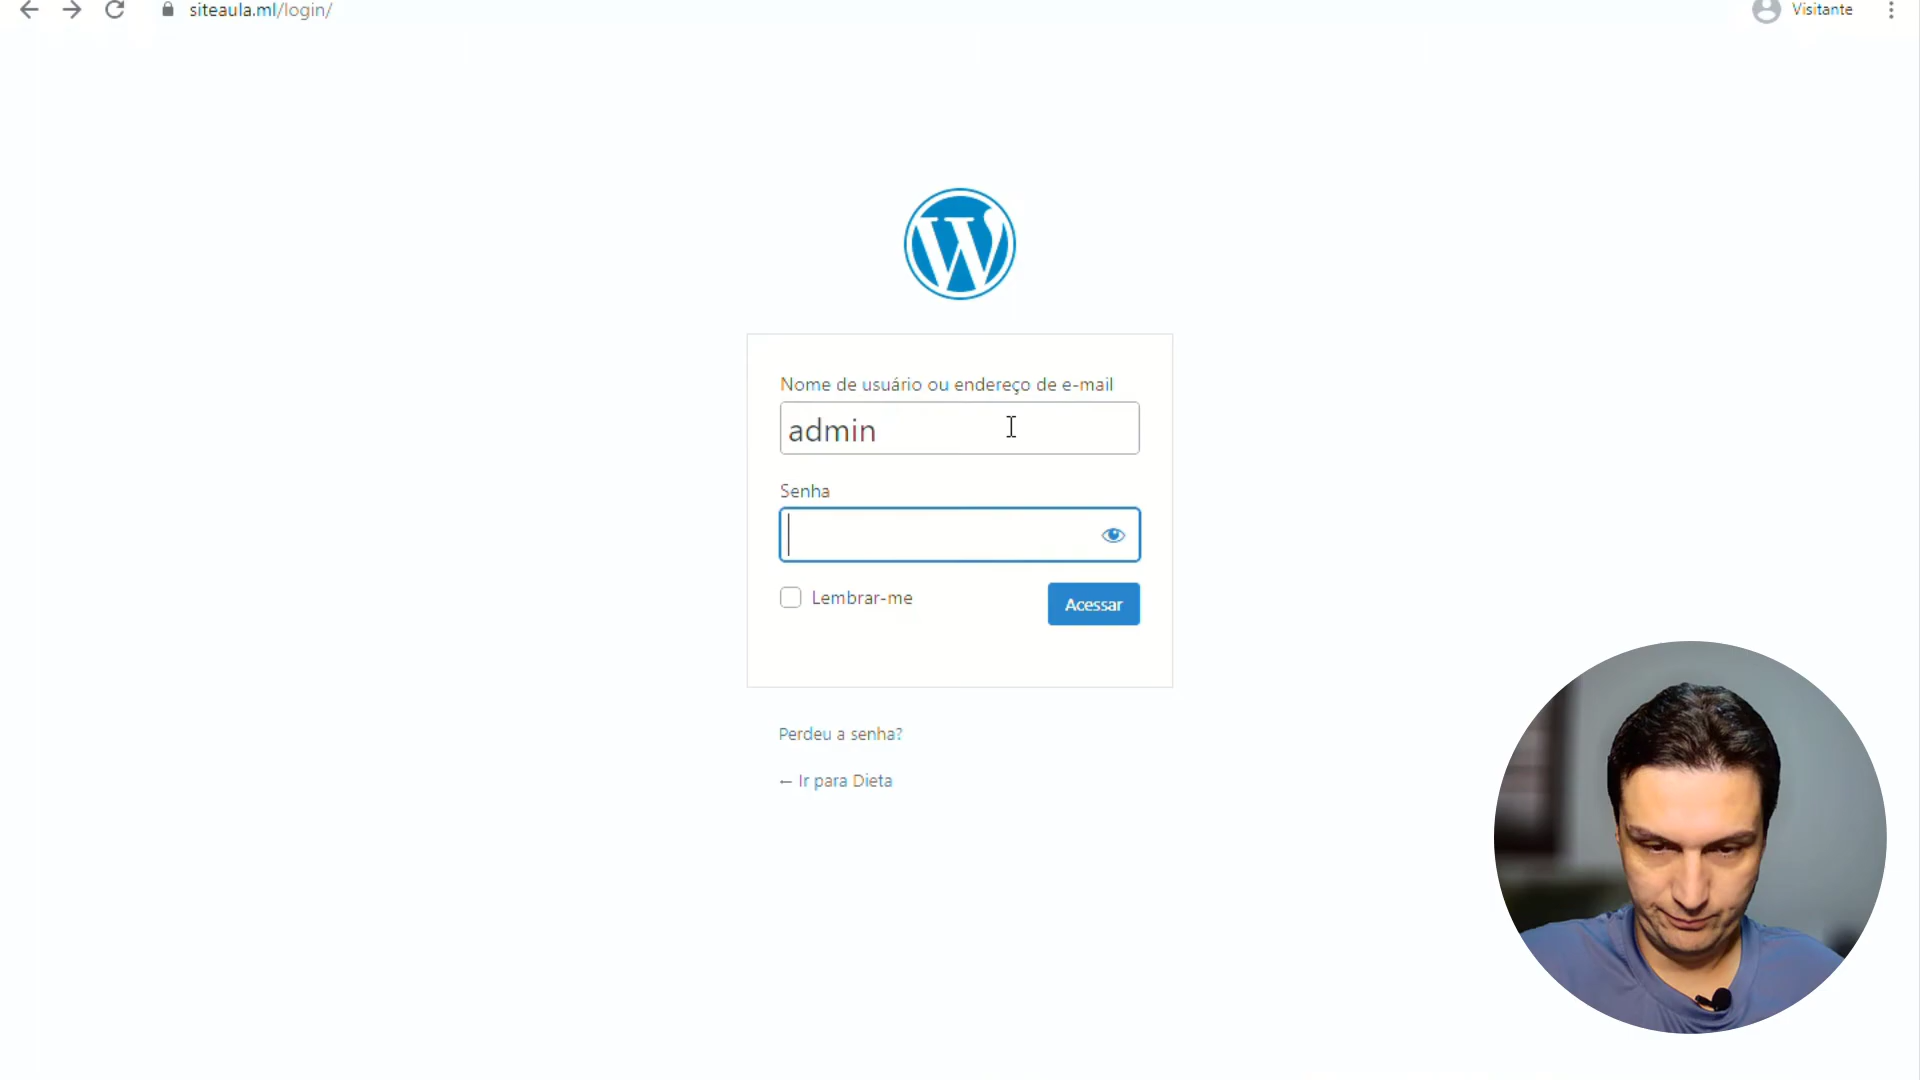 siteaula.ml/login/
Visitante
Nome de usuário ou endereço de e-mail
admin
Senha
Lembrar-me
Acessar
Perdeu a senha?
← Ir para Dieta